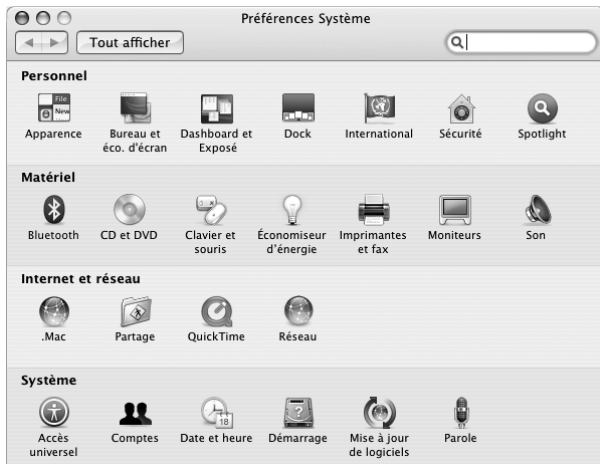 Préférences Système
Tout afficher
Personnel
File
New
Apparence
Bureau et
éco. d'écran
Dashboard et
Exposé
Dock
International
Sécurité
Spotlight
Matériel
Bluetooth
CD et DVD
Clavier et
souris
Économiseur
d'énergie
Imprimantes
et fax
Moniteurs
Son
Internet et réseau
.Mac
Partage
QuickTime
Réseau
Système
18
Accès
universel
Comptes
Date et heure
Démarrage
Mise à jour
de logiciels
Parole